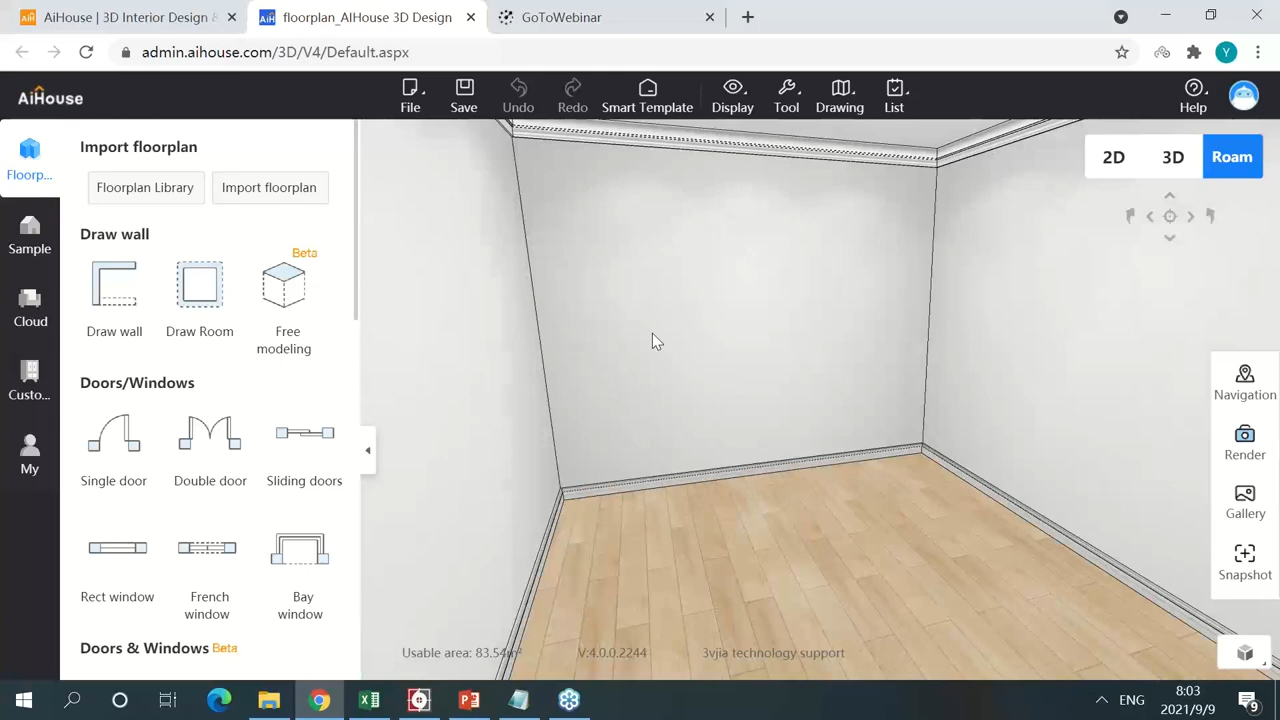 AiHouse | 3D Interior Design &
floorplan_AIHouse 3D Design
GoToWebinar
admin.aihouse.com/3D/V4/Default.aspx
Y
AiHouse
File
Save
Undo
Redo
Smart Template
Display
Tool
Drawing
List
Help
Floorp...
Sample
Cloud
Custo...
My
Import floorplan
Floorplan Library
Import floorplan
Draw wall
Beta
Draw wall
Draw Room
Free
modeling
Doors/Windows
Single door
Double door
Sliding doors
Rect window
French
window
Bay
window
Doors & Windows Beta
2D
3D
Roam
Navigation
Render
Gallery
Snapshot
Usable area: 83.54m²
V:4.0.0.2244
3vjia technology support
ENG
8:03
2021/9/9
9